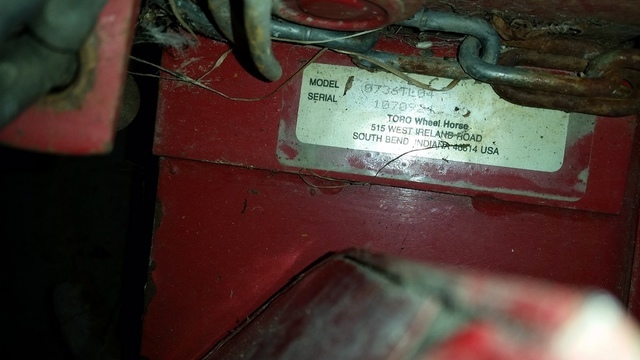 MODEL
SERIAL
TORO Wheel Horse
515 WEST IRELAND ROAD
SOUTH BEND, INDIANA 46614 USA